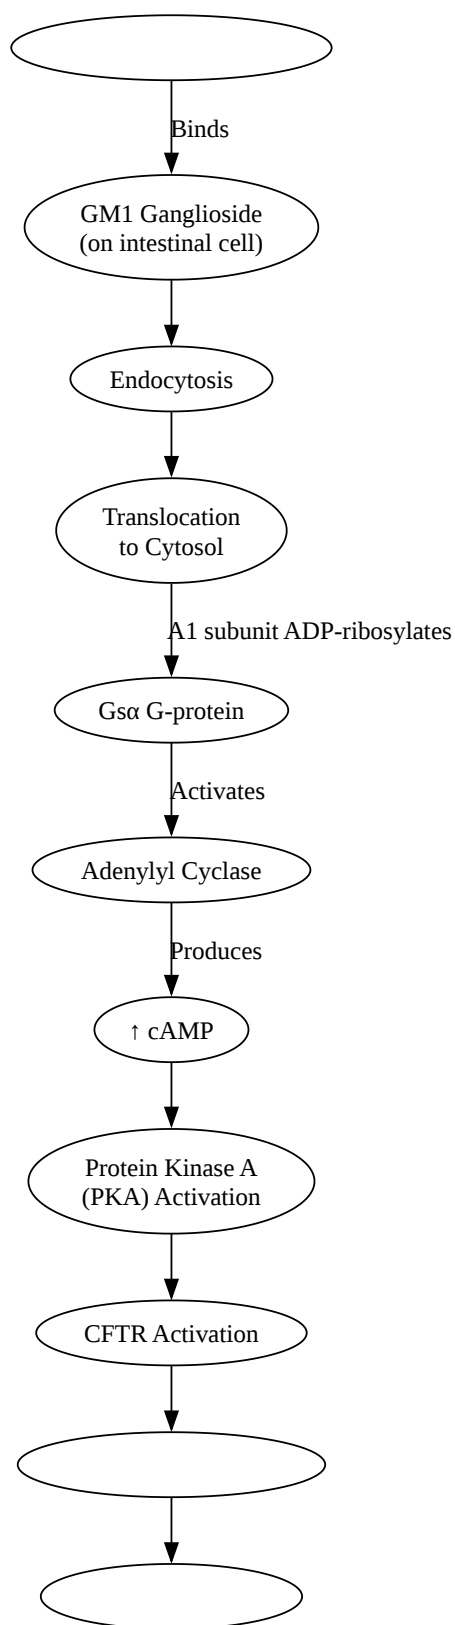 Binds
GM1 Ganglioside
(on intestinal cell)
Endocytosis
Translocation
to Cytosol
A1 subunit ADP-ribosylates
Gsα G-protein
Activates
Adenylyl Cyclase
Produces
↑ cAMP
Protein Kinase A
(PKA) Activation
CFTR Activation